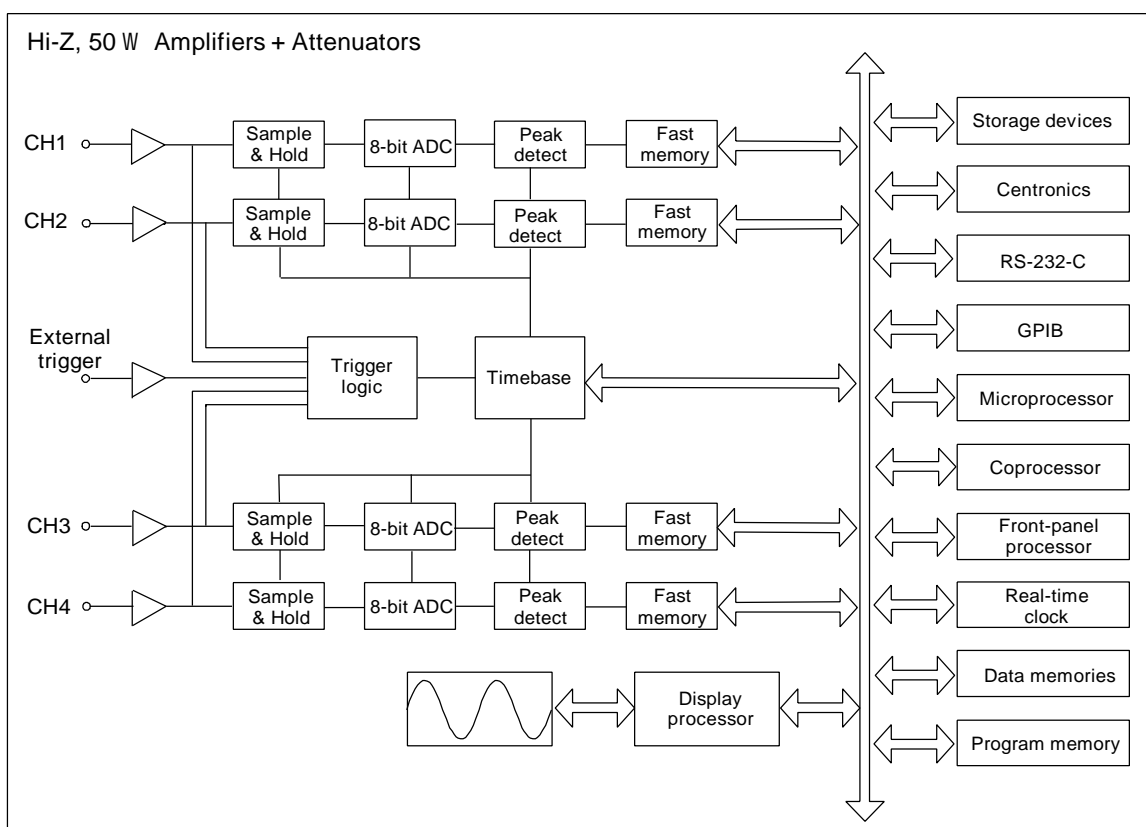 Hi-Z, 50 W Amplifiers + Attenuators
CH1
Sample
& Hold
8-bit ADC
Peak
detect
Fast
memory
CH2
Sample
& Hold
8-bit ADC
Peak
detect
Fast
memory
External
trigger
Trigger
logic
Timebase
CH3
Sample
& Hold
8-bit ADC
Peak
detect
Fast
memory
CH4
Sample
& Hold
8-bit ADC
Peak
detect
Fast
memory
Display
processor
Storage devices
Centronics
RS-232-C
GPIB
Microprocessor
Coprocessor
Front-panel
processor
Real-time
clock
Data memories
Program memory